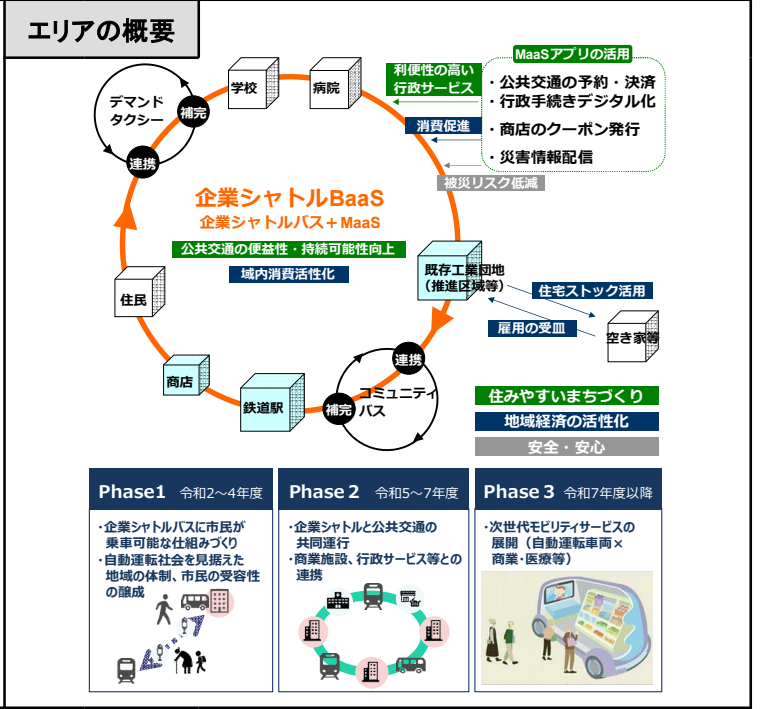 エリアの概要
MaaSアプリの活用
・公共交通の予約・決済
・行政手続きデジタル化
・商店のクーポン発行
・災害情報配信
利便性の高い
行政サービス
消費促進
被災リスク低減
学校
病院
デマンド
タクシー
補完
連携
企業シャトルBaaS
企業シャトルバス＋MaaS
公共交通の便益性・持続可能性向上
域内消費活性化
既存工業団地
（推進区域等）
住宅ストック活用
雇用の受皿
空き家等
住民
商店
鉄道駅
連携
補完
コミュニティ
バス
住みやすいまちづくり
地域経済の活性化
安全・安心
Phase1 令和2～4年度
・企業シャトルバスに市民が
乗車可能な仕組みづくり
・自動運転社会を見据えた
地域の体制、市民の受容性
の醸成
Phase２ 令和5～7年度
・企業シャトルと公共交通の
共同運行
・商業施設、行政サービス等との
連携
Phase３ 令和7年度以降
・次世代モビリティサービスの
展開（自動運転車両×
商業・医療等）